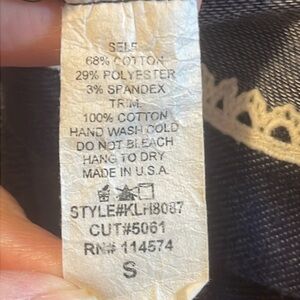 SELF
68% COTTON
29% POLYESTER
3% SPANDEX
TRIM
100% COTTON
HAND WASH COLD
DO NOT BLEACH
HANG TO DRY
MADE IN U.S.A.
STYLE#KLH8087
CUT#5061
RN# 114574
S